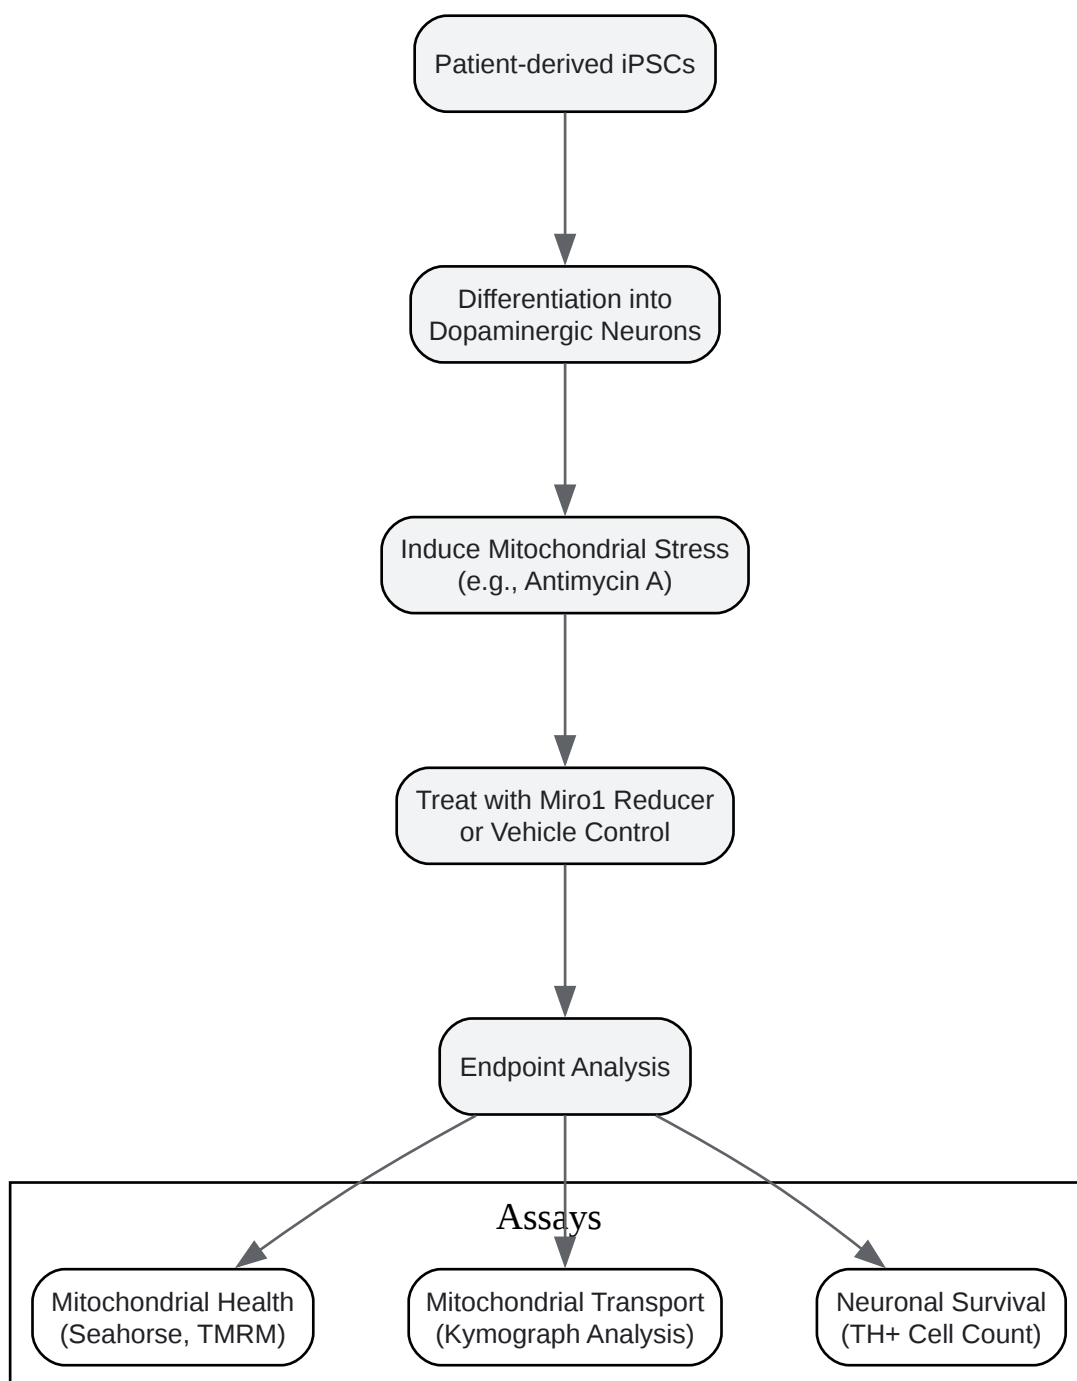 Patient-derived iPSCs
Differentiation into
Dopaminergic Neurons
Induce Mitochondrial Stress
(e.g., Antimycin A)
Treat with Miro1 Reducer
or Vehicle Control
Endpoint Analysis
Assays
Mitochondrial Health
(Seahorse, TMRM)
Mitochondrial Transport
(Kymograph Analysis)
Neuronal Survival
(TH+ Cell Count)